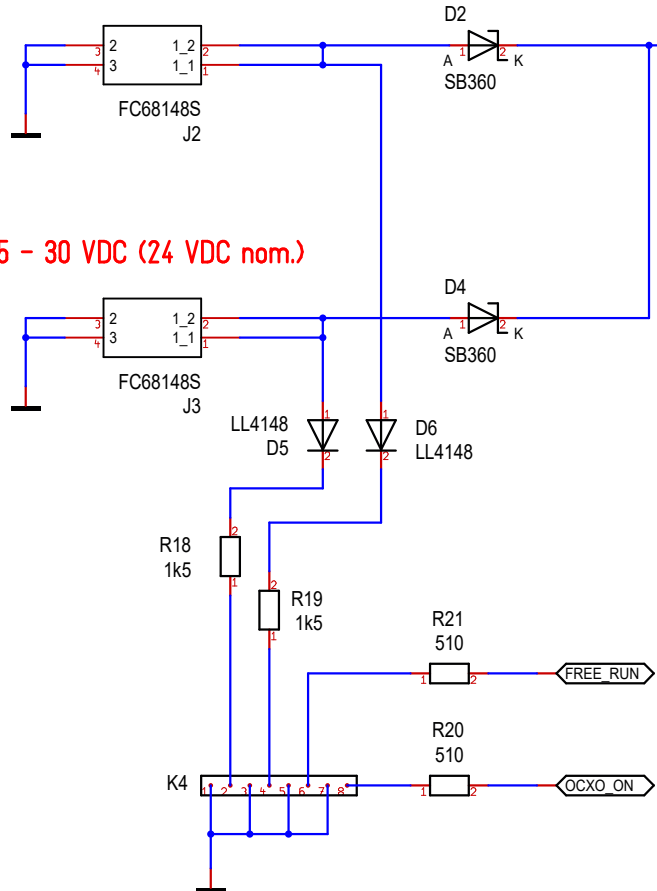 D2
2 1_2
3 1_1
3 2
4 1
1 2
A K
SB360
FC68148S
J2
5 - 30 VDC (24 VDC nom.)
D4
2 1_2
3 1_1
3 2
4 1
1 2
A K
SB360
FC68148S
J3
LL4148
D5
1
2
1
2
D6
LL4148
R18
1k5
2
1
2
1
R19
1k5
R21
510
1 2
FREE_RUN
R20
510
K4
1 2 3 4 5 6 7 8
1 2
OCXO_ON